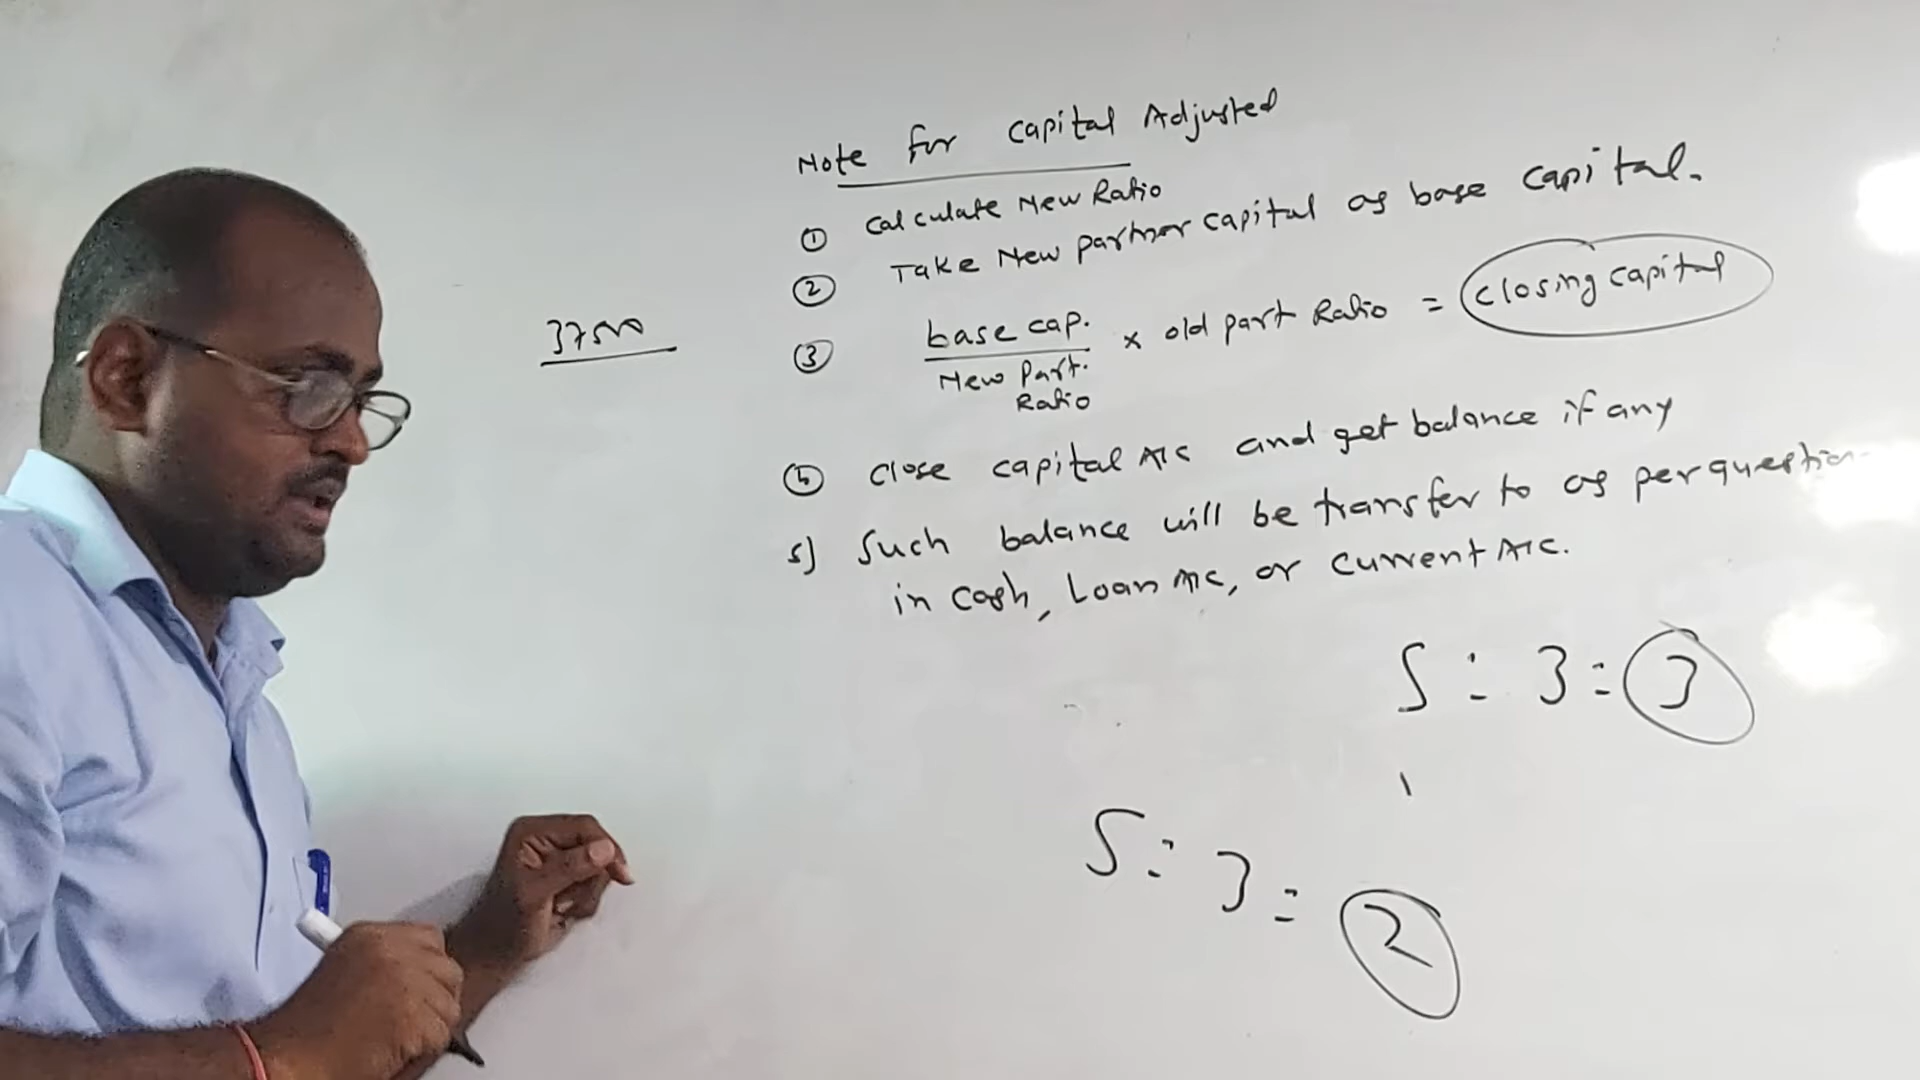 Note for Capital Adjusted
① Calculate New Ratio
② Take New partner capital as base capital.
③ base cap. / New Part. Ratio × old part Ratio = closing capital
37500
④ close capital A/c and get balance if any
5) Such balance will be transfer to as per question
in cash, Loan A/c, or Current A/c.
5 : 3 : 3
5 : 3 : 2